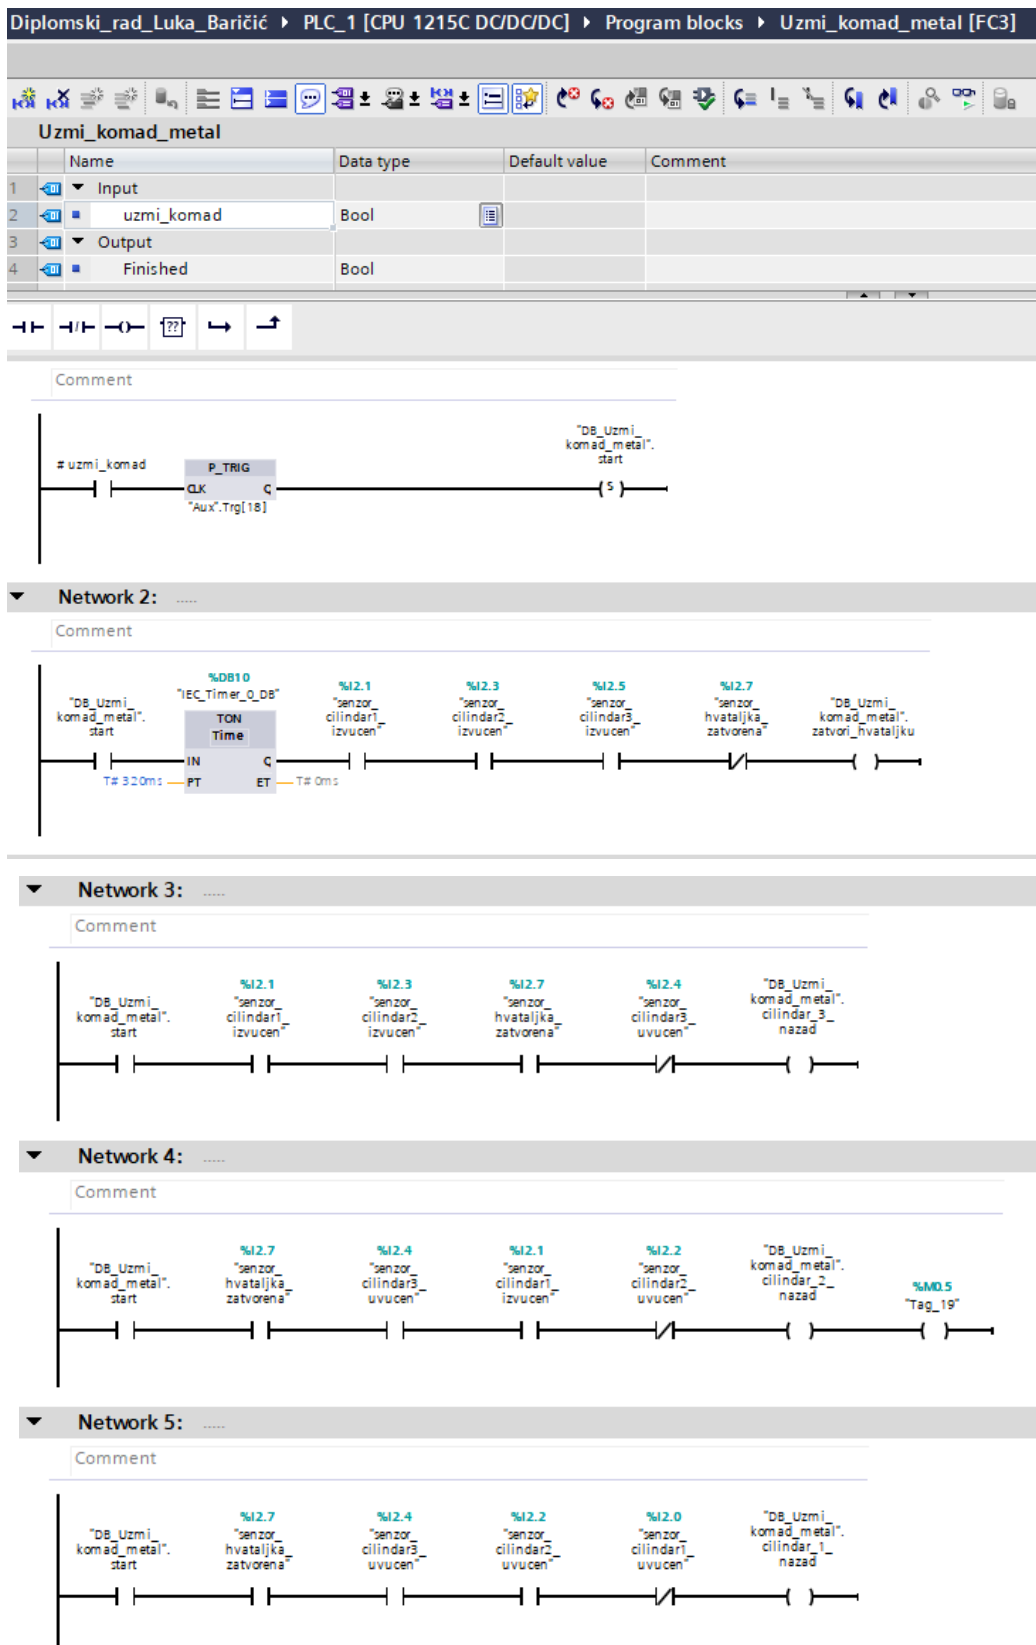 Diplomski_rad_Luka_Baričić ▸ PLC_1 [CPU 1215C DC/DC/DC] ▸ Program blocks ▸ Uzmi_komad_metal [FC3]
Uzmi_komad_metal
Name Data type Default value Comment
1 Input
2 uzmi_komad Bool
3 Output
4 Finished Bool
??
Comment
"DB_Uzmi_
komad_metal".
start
#uzmi_komad
P_TRIG
CLK Q
"Aux".Trg[18]
S
Network 2: .....
Comment
"DB_Uzmi_
komad_metal".
start
%DB10
"IEC_Timer_0_DB"
TON
Time
IN Q
T#320ms PT ET T#0ms
%I2.1
"senzor_
cilindar1_
izvucen"
%I2.3
"senzor_
cilindar2_
izvucen"
%I2.5
"senzor_
cilindar3_
izvucen"
%I2.7
"senzor_
hvataljka_
zatvorena"
"DB_Uzmi_
komad_metal".
zatvori_hvataljku
Network 3: .....
Comment
"DB_Uzmi_
komad_metal".
start
%I2.1
"senzor_
cilindar1_
izvucen"
%I2.3
"senzor_
cilindar2_
izvucen"
%I2.7
"senzor_
hvataljka_
zatvorena"
%I2.4
"senzor_
cilindar3_
uvucen"
"DB_Uzmi_
komad_metal".
cilindar_3_
nazad
Network 4: .....
Comment
"DB_Uzmi_
komad_metal".
start
%I2.7
"senzor_
hvataljka_
zatvorena"
%I2.4
"senzor_
cilindar3_
uvucen"
%I2.1
"senzor_
cilindar1_
izvucen"
%I2.2
"senzor_
cilindar2_
uvucen"
"DB_Uzmi_
komad_metal".
cilindar_2_
nazad
%M0.5
"Tag_19"
Network 5: .....
Comment
"DB_Uzmi_
komad_metal".
start
%I2.7
"senzor_
hvataljka_
zatvorena"
%I2.4
"senzor_
cilindar3_
uvucen"
%I2.2
"senzor_
cilindar2_
uvucen"
%I2.0
"senzor_
cilindar1_
uvucen"
"DB_Uzmi_
komad_metal".
cilindar_1_
nazad